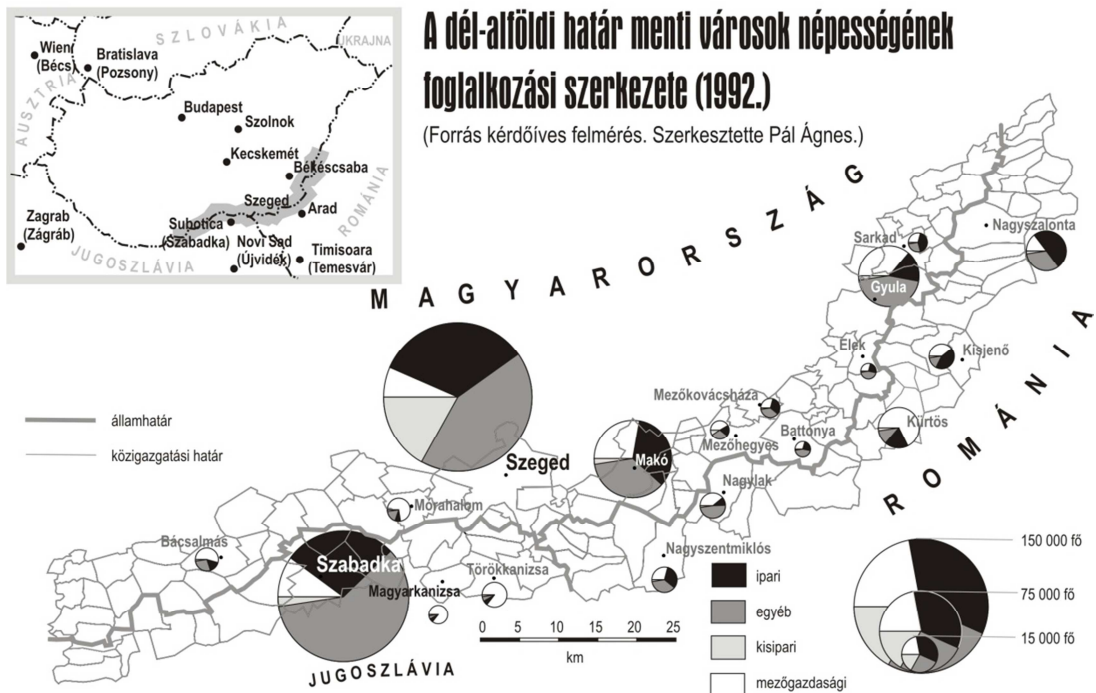 A dél-alföldi határ menti városok népességének
foglalkozási szerkezete (1992.)
(Forrás kérdőíves felmérés. Szerkesztette Pál Ágnes.)
SZLOVÁKIA
UKRAJNA
Wien
(Bécs)
Bratislava
(Pozsony)
AUSZTRIA
Budapest
Szolnok
Kecskemét
Békéscsaba
Szeged
Arad
ROMÁNIA
Zagrab
(Zágráb)
Subotica
(Szabadka)
Novi Sad
(Újvidék)
Timisoara
(Temesvár)
JUGOSZLÁVIA
MAGYARORSZÁG
Sarkad
Nagyszalonta
Gyula
Elek
Kisjenő
ROMÁNIA
Mezőkovácsháza
Kürtös
Mezőhegyes
Battonya
államhatár
közigazgatási határ
Szeged
Makó
Nagylak
Mórahalom
Bácsalmás
Szabadka
Magyarkanizsa
Törökkanizsa
Nagyszentmiklós
ipari
egyéb
kisipari
mezőgazdasági
150 000 fő
75 000 fő
15 000 fő
0 5 10 15 20 25
km
JUGOSZLÁVIA